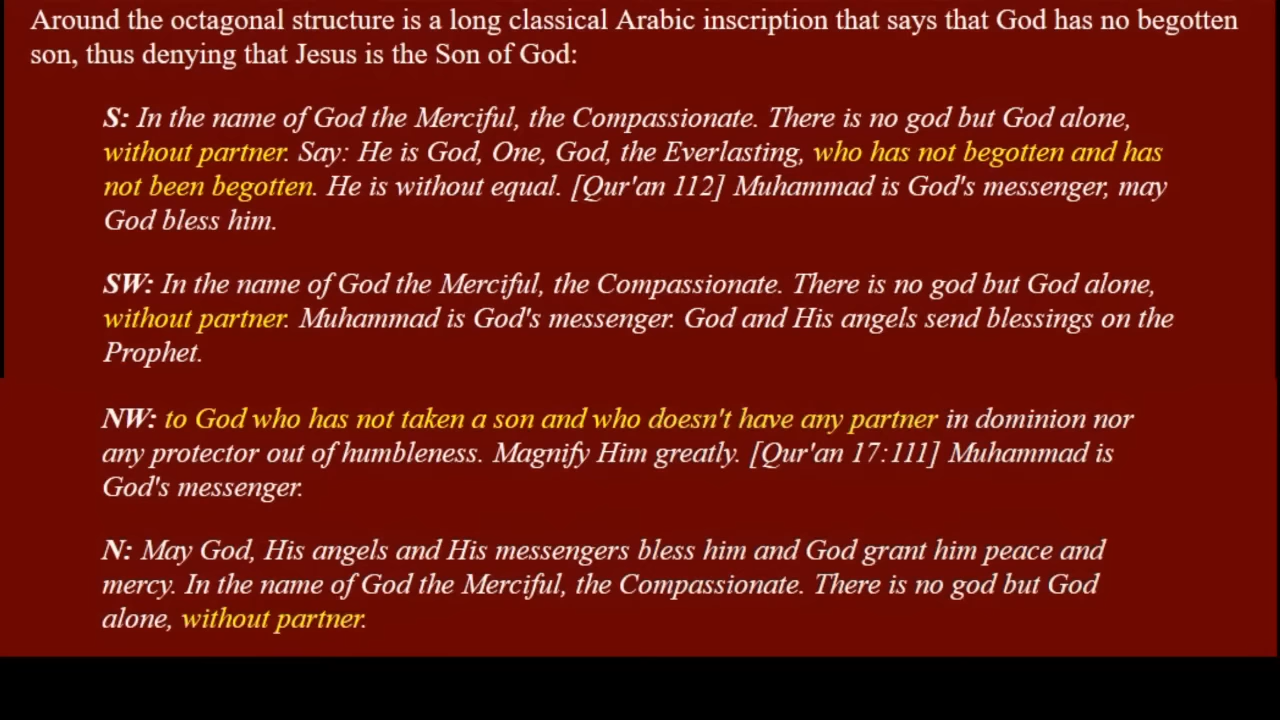 Around the octagonal structure is a long classical Arabic inscription that says that God has no begotten
son, thus denying that Jesus is the Son of God:
S: In the name of God the Merciful, the Compassionate. There is no god but God alone,
without partner. Say: He is God, One, God, the Everlasting, who has not begotten and has
not been begotten. He is without equal. [Qur'an 112] Muhammad is God's messenger, may
God bless him.
SW: In the name of God the Merciful, the Compassionate. There is no god but God alone,
without partner. Muhammad is God's messenger. God and His angels send blessings on the
Prophet.
NW: to God who has not taken a son and who doesn't have any partner in dominion nor
any protector out of humbleness. Magnify Him greatly. [Qur'an 17:111] Muhammad is
God's messenger.
N: May God, His angels and His messengers bless him and God grant him peace and
mercy. In the name of God the Merciful, the Compassionate. There is no god but God
alone, without partner.